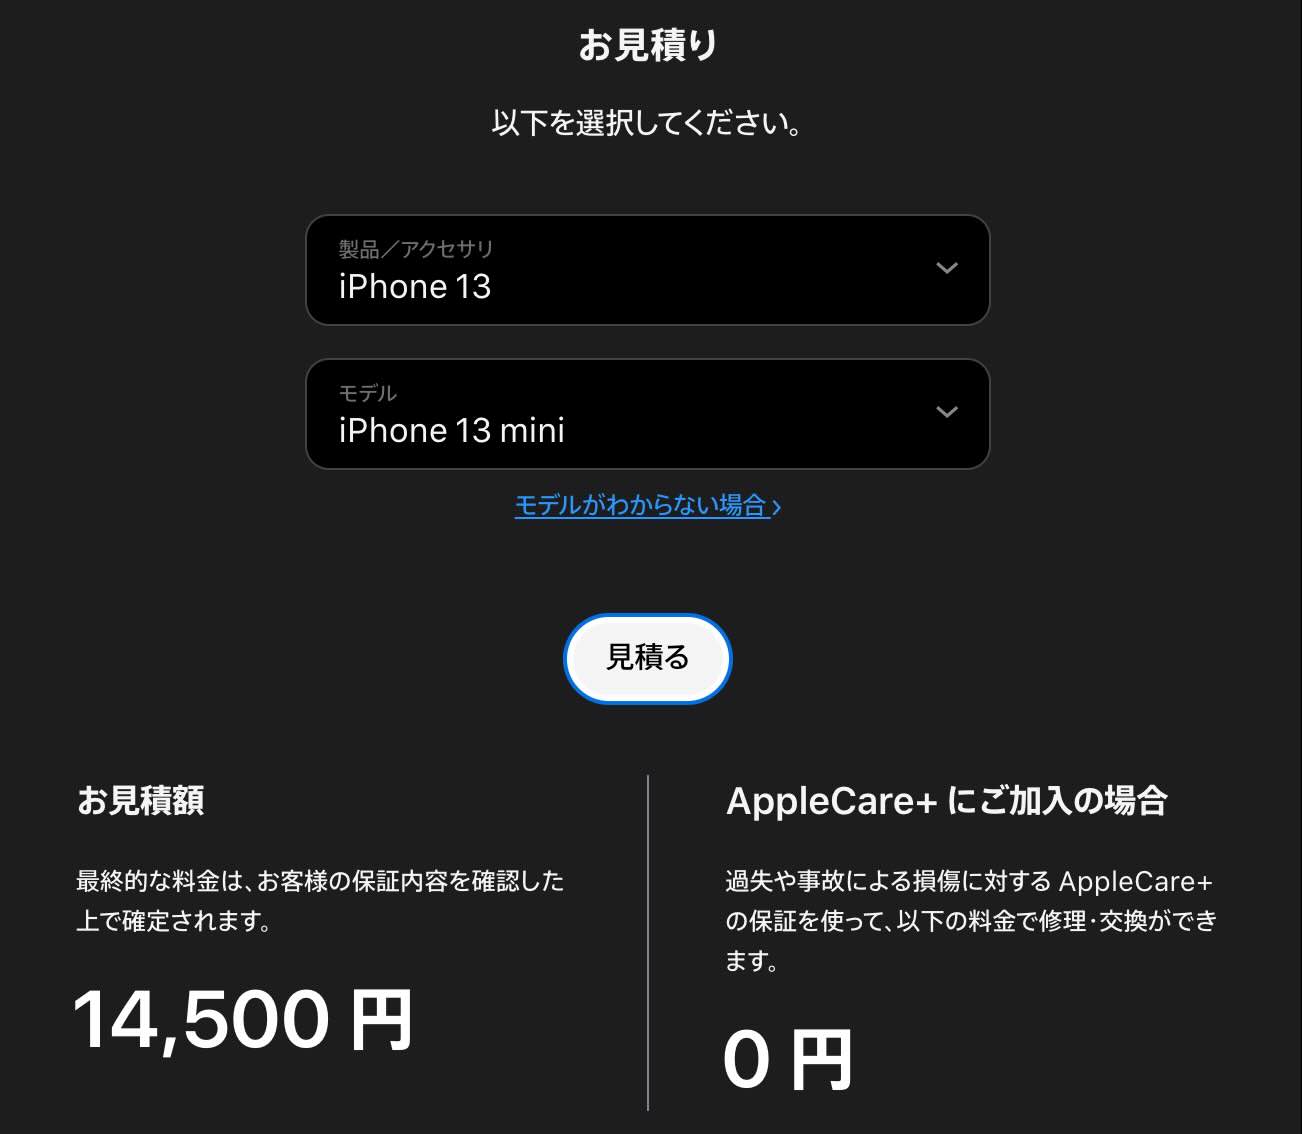 お見積り
以下を選択してください。
製品／アクセサリ
iPhone 13
モデル
iPhone 13 mini
モデルがわからない場合 ›
見積る
お見積額
最終的な料金は、お客様の保証内容を確認した
上で確定されます。
14,500 円
AppleCare+ にご加入の場合
過失や事故による損傷に対する AppleCare+
の保証を使って、以下の料金で修理･交換ができ
ます。
0 円